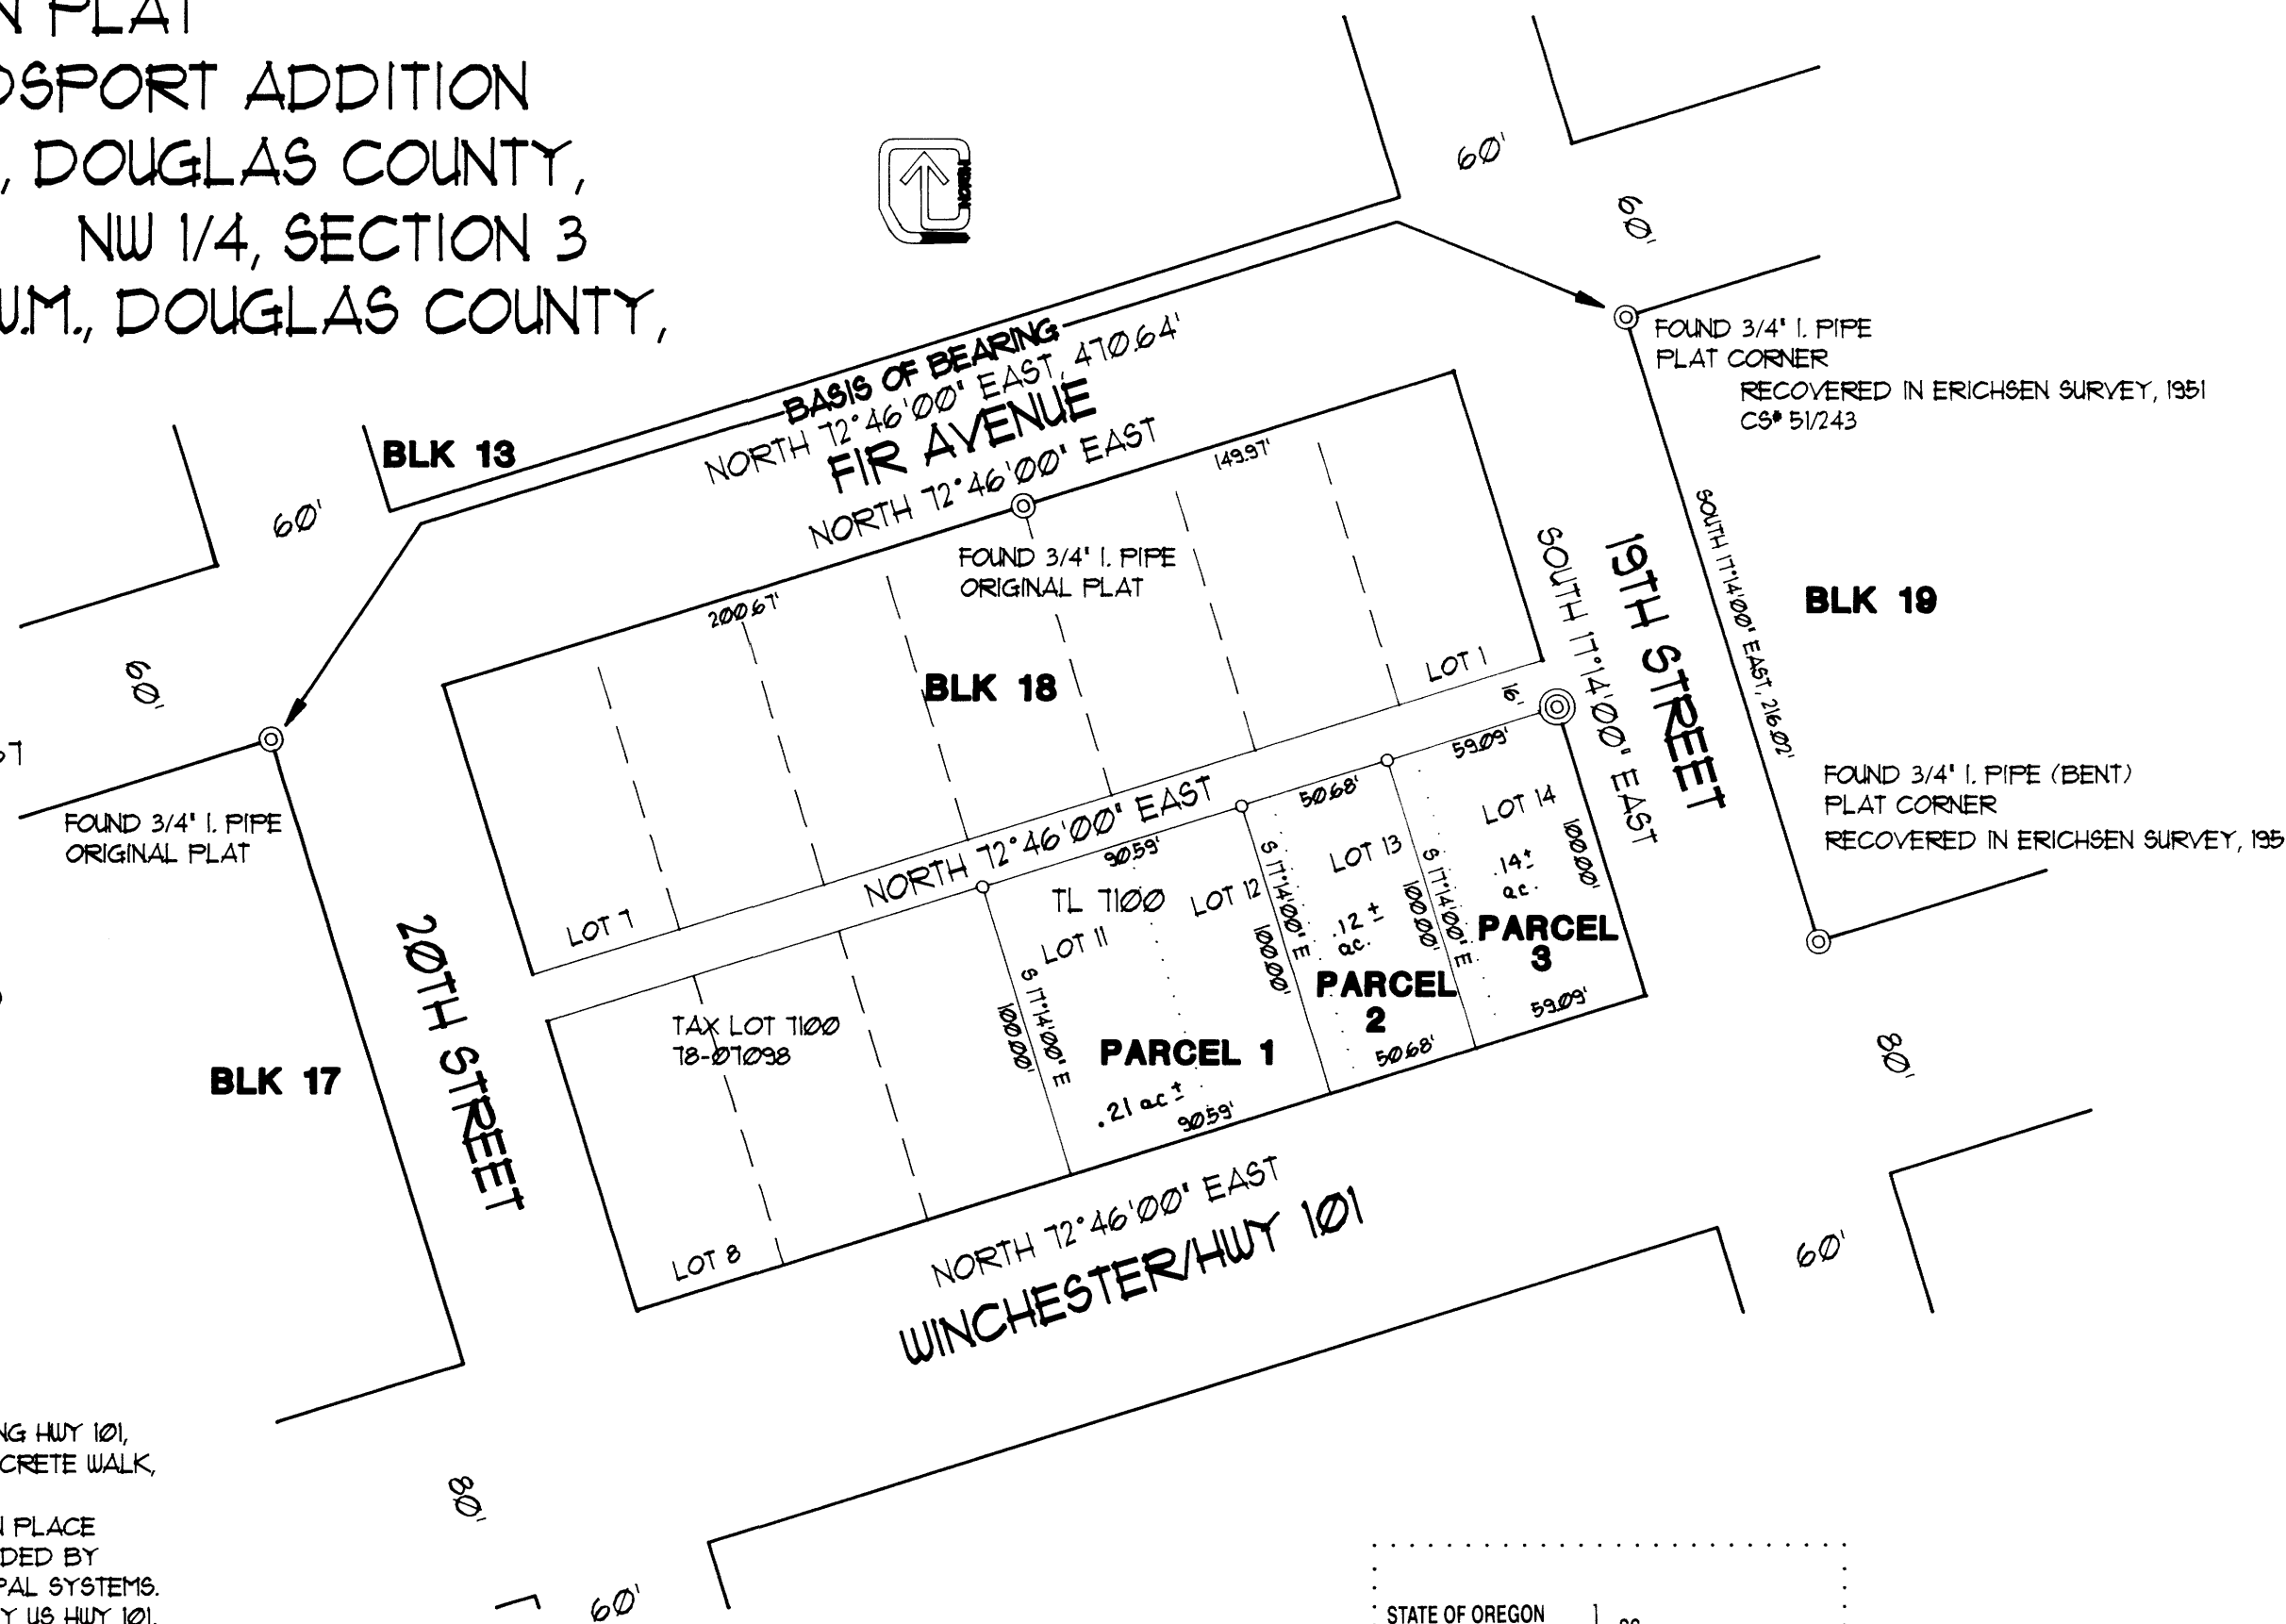 N PLAT
DSPORT ADDITION
, DOUGLAS COUNTY,
NW 1/4, SECTION 3
W.M., DOUGLAS COUNTY,
NORTH
60'
60'
BASIS OF BEARING
NORTH 72°46'00" EAST, 470.64'
FIR AVENUE
NORTH 72°46'00" EAST
149.97'
FOUND 3/4" I. PIPE
PLAT CORNER
RECOVERED IN ERICHSEN SURVEY, 1951
CS# 51/243
BLK 13
60'
60'
FOUND 3/4" I. PIPE
ORIGINAL PLAT
200.67'
BLK 18
LOT 1
16'
SOUTH 17°14'00" EAST
19TH STREET
SOUTH 17°14'00" EAST, 216.02'
BLK 19
FOUND 3/4" I. PIPE (BENT)
PLAT CORNER
RECOVERED IN ERICHSEN SURVEY, 195
FOUND 3/4" I. PIPE
ORIGINAL PLAT
LOT 7
NORTH 72°46'00" EAST
90.59'
50.68'
59.09'
TL 7100
LOT 11
LOT 12
LOT 13
LOT 14
S 17°14'00" E
100.00'
S 17°14'00" E
100.00'
S 17°14'00" E
100.00'
100.00'
.12 ±
ac.
.14±
ac.
PARCEL
3
PARCEL
2
PARCEL 1
.21 ac ±
90.59'
50.68'
59.09'
TAX LOT 7100
78-07098
20TH STREET
BLK 17
LOT 8
NORTH 72°46'00" EAST
WINCHESTER/HWY 101
80'
60'
80'
60'
NG HWY 101,
CRETE WALK,
N PLACE
DED BY
PAL SYSTEMS.
Y US HWY 101.
STATE OF OREGON